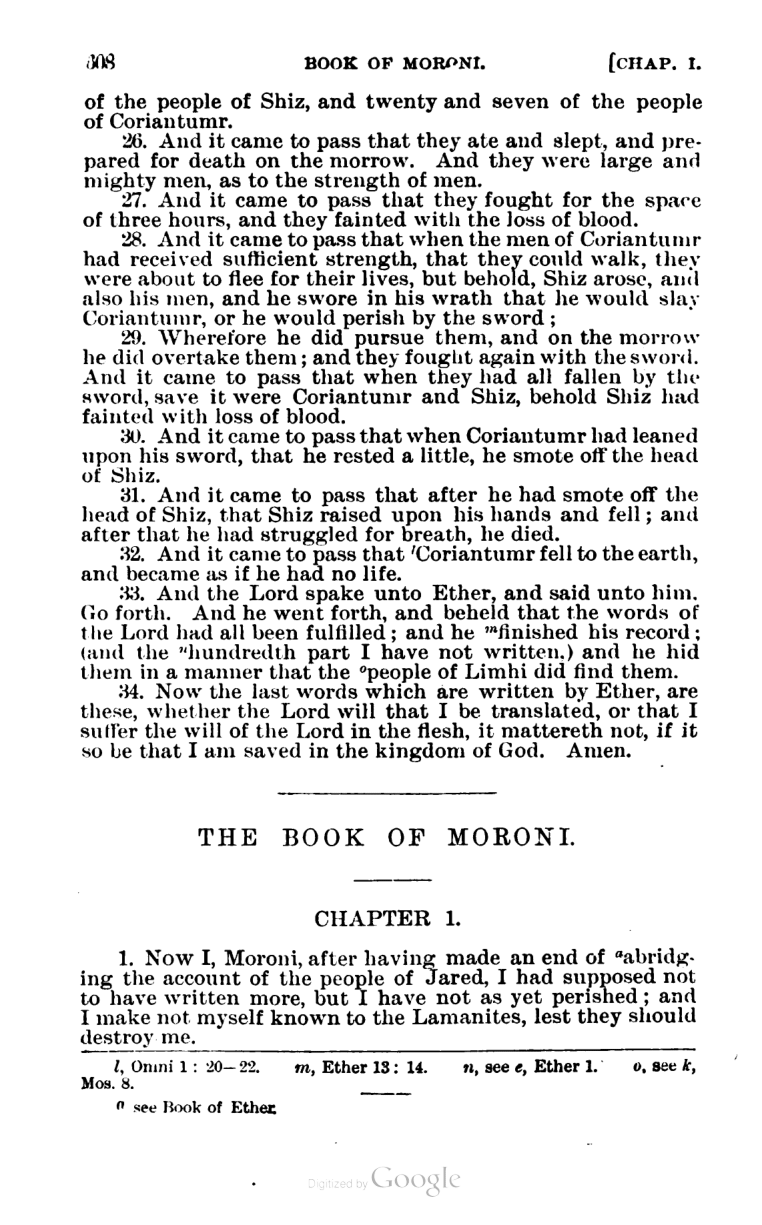 608 BOOK OF MORONI. [CHAP. I.
of the people of Shiz, and twenty and seven of the people
of Coriantumr.
26. And it came to pass that they ate and slept, and pre-
pared for death on the morrow. And they were large and
mighty men, as to the strength of men.
27. And it came to pass that they fought for the space
of three hours, and they fainted with the loss of blood.
28. And it came to pass that when the men of Coriantumr
had received sufficient strength, that they could walk, they
were about to flee for their lives, but behold, Shiz arose, and
also his men, and he swore in his wrath that he would slay
Coriantumr, or he would perish by the sword;
29. Wherefore he did pursue them, and on the morrow
he did overtake them; and they fought again with the sword.
And it came to pass that when they had all fallen by the
sword, save it were Coriantumr and Shiz, behold Shiz had
fainted with loss of blood.
30. And it came to pass that when Coriantumr had leaned
upon his sword, that he rested a little, he smote off the head
of Shiz.
31. And it came to pass that after he had smote off the
head of Shiz, that Shiz raised upon his hands and fell; and
after that he had struggled for breath, he died.
32. And it came to pass that lCoriantumr fell to the earth,
and became as if he had no life.
33. And the Lord spake unto Ether, and said unto him.
Go forth. And he went forth, and beheld that the words of
the Lord had all been fulfilled; and he mfinished his record;
(and the nhundredth part I have not written.) and he hid
them in a manner that the opeople of Limhi did find them.
34. Now the last words which are written by Ether, are
these, whether the Lord will that I be translated, or that I
suffer the will of the Lord in the flesh, it mattereth not, if it
so be that I am saved in the kingdom of God. Amen.
THE BOOK OF MORONI.
CHAPTER 1.
1. Now I, Moroni, after having made an end of aabridg-
ing the account of the people of Jared, I had supposed not
to have written more, but I have not as yet perished; and
I make not myself known to the Lamanites, lest they should
destroy me.
l, Omni 1: 20–22. m, Ether 13: 14. n, see e, Ether 1. o, see k,
Mos. 8.
a see Book of Ether.
Digitized by Google